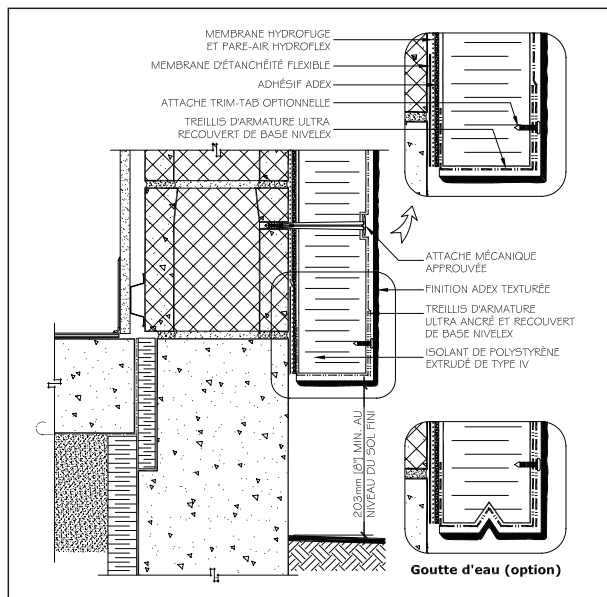 MEMBRANE HYDROFUGE
ET PARE-AIR HYDROFLEX
MEMBRANE D'ÉTANCHÉITÉ FLEXIBLE
ADHÉSIF ADEX
ATTACHE TRIM-TAB OPTIONNELLE
TREILLIS D'ARMATURE ULTRA
RECOUVERT DE BASE NIVELEX
ATTACHE MÉCANIQUE
APPROUVÉE
FINITION ADEX TEXTURÉE
TREILLIS D'ARMATURE
ULTRA ANCRÉ ET RECOUVERT
DE BASE NIVELEX
ISOLANT DE POLYSTYRÈNE
EXTRUDÉ DE TYPE IV
203mm [8"] MIN. AU
NIVEAU DU SOL FINI
Goutte d'eau (option)